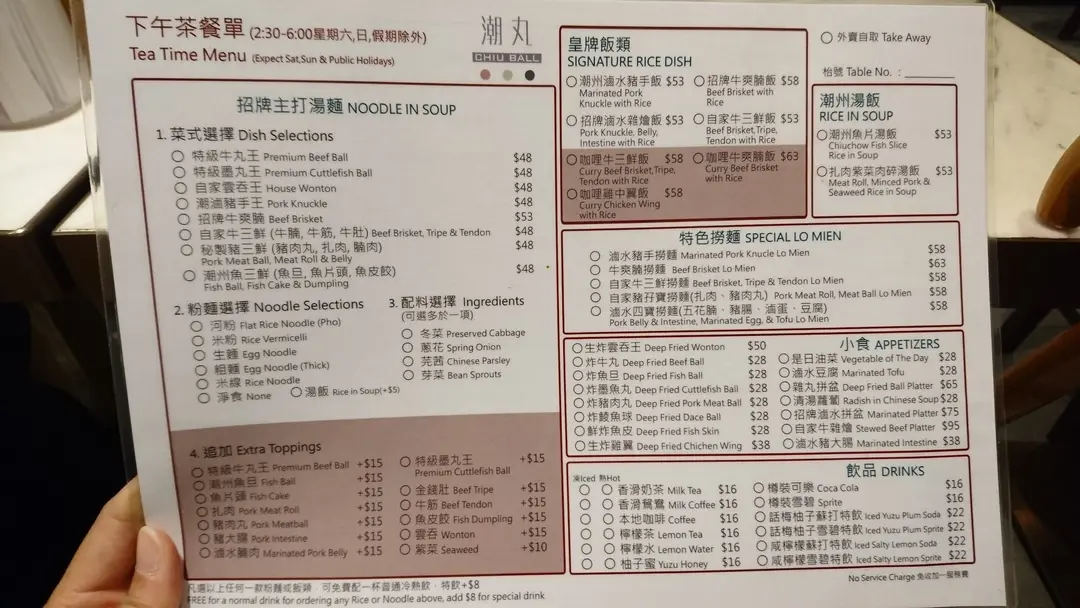 下午茶餐單 (2:30-6:00星期六,日,假期除外)
Tea Time Menu (Expect Sat,Sun & Public Holidays)
潮丸
CHIU BALL
招牌主打湯麵 NOODLE IN SOUP
1. 菜式選擇 Dish Selections
特級牛丸王 Premium Beef Ball $48
特級墨丸王 Premium Cuttlefish Ball $48
自家雲吞王 House Wonton $48
潮滷豬手王 Pork Knuckle $48
招牌牛爽腩 Beef Brisket $53
自家牛三鮮 (牛腩, 牛筋, 牛肚) Beef Brisket, Tripe & Tendon $48
秘製豬三鮮 (豬肉丸, 扎肉, 腩肉) $48
Pork Meat Ball, Meat Roll & Belly
潮州魚三鮮 (魚旦, 魚片頭, 魚皮餃) $48
Fish Ball, Fish Cake & Dumpling
2. 粉麵選擇 Noodle Selections
河粉 Flat Rice Noodle (Pho)
米粉 Rice Vermicelli
生麵 Egg Noodle
粗麵 Egg Noodle (Thick)
米線 Rice Noodle
淨食 None
湯飯 Rice in Soup(+$5)
3. 配料選擇 Ingredients
(可選多於一項)
冬菜 Preserved Cabbage
蔥花 Spring Onion
芫茜 Chinese Parsley
芽菜 Bean Sprouts
4. 追加 Extra Toppings
特級牛丸王 Premium Beef Ball +$15
潮州魚旦 Fish Ball +$15
魚片頭 Fish Cake +$15
扎肉 Pork Meat Roll +$15
豬肉丸 Pork Meatball +$15
豬大腸 Pork Intestine +$15
滷水腩肉 Marinated Pork Belly +$15
特級墨丸王 +$15
Premium Cuttlefish Ball
金錢肚 Beef Tripe +$15
牛筋 Beef Tendon +$15
魚皮餃 Fish Dumpling +$15
雲吞 Wonton +$15
紫菜 Seaweed +$10
凡選以上任何一款粉麵或飯類，可免費配一杯普通冷熱飲，特飲+$8
FREE for a normal drink for ordering any Rice or Noodle above, add $8 for special drink
皇牌飯類
SIGNATURE RICE DISH
潮州滷水豬手飯 $53
Marinated Pork
Knuckle with Rice
招牌牛爽腩飯 $58
Beef Brisket with
Rice
招牌滷水雜燴飯 $53
Pork Knuckle, Belly,
Intestine with Rice
自家牛三鮮飯 $53
Beef Brisket,Tripe,
Tendon with Rice
咖哩牛三鮮飯 $58
Curry Beef Brisket,Tripe,
Tendon with Rice
咖哩牛爽腩飯 $63
Curry Beef Brisket
with Rice
咖哩雞中翼飯 $58
Curry Chicken Wing
with Rice
外賣自取 Take Away
枱號 Table No. : ______
潮州湯飯
RICE IN SOUP
潮州魚片湯飯 $53
Chiuchow Fish Slice
Rice in Soup
扎肉紫菜肉碎湯飯 $53
Meat Roll, Minced Pork &
Seaweed Rice in Soup
特色撈麵 SPECIAL LO MIEN
滷水豬手撈麵 Marinated Pork Knucle Lo Mien $58
牛爽腩撈麵 Beef Brisket Lo Mien $63
自家牛三鮮撈麵 Beef Brisket, Tripe & Tendon Lo Mien $58
自家豬孖寶撈麵(扎肉、豬肉丸) Pork Meat Roll, Meat Ball Lo Mien $58
滷水四寶撈麵(五花腩、豬腸、滷蛋、豆腐) $58
Pork Belly & Intestine, Marinated Egg, & Tofu Lo Mien
小食 APPETIZERS
生炸雲吞王 Deep Fried Wonton $50
炸牛丸 Deep Fried Beef Ball $28
炸魚旦 Deep Fried Fish Ball $28
炸墨魚丸 Deep Fried Cuttlefish Ball $28
炸豬肉丸 Deep Fried Pork Meat Ball $28
炸鯪魚球 Deep Fried Dace Ball $28
鮮炸魚皮 Deep Fried Fish Skin $28
生炸雞翼 Deep Fried Chichen Wing $38
是日油菜 Vegetable of The Day $28
滷水豆腐 Marinated Tofu $28
雜丸拼盆 Deep Fried Ball Platter $65
清湯蘿蔔 Radish in Chinese Soup $28
招牌滷水拼盆 Marinated Platter $75
自家牛雜燴 Stewed Beef Platter $95
滷水豬大腸 Marinated Intestine $38
飲品 DRINKS
凍Iced 熱Hot
香滑奶茶 Milk Tea $16
香滑鴛鴦 Milk Coffee $16
本地咖啡 Coffee $16
檸檬茶 Lemon Tea $16
檸檬水 Lemon Water $16
柚子蜜 Yuzu Honey $16
樽裝可樂 Coca Cola $16
樽裝雪碧 Sprite $16
話梅柚子蘇打特飲 Iced Yuzu Plum Soda $22
話梅柚子雪碧特飲 Iced Yuzu Plum Sprite $22
咸檸檬蘇打特飲 Iced Salty Lemon Soda $22
咸檸檬雪碧特飲 Iced Salty Lemon Sprite $22
No Service Charge 免收加一服務費